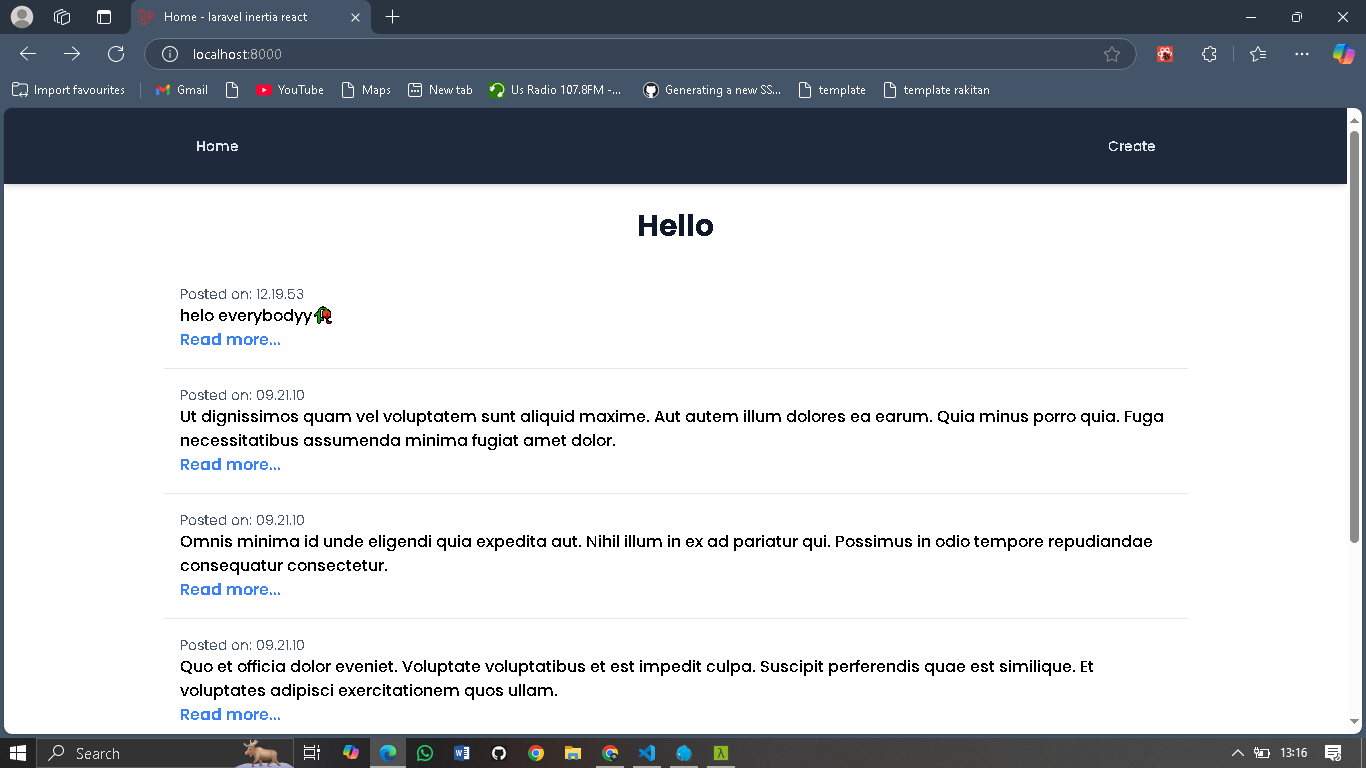 Home - laravel inertia react
localhost:8000
Import favourites
Gmail
YouTube
Maps
New tab
Us Radio 107.8FM -...
Generating a new SS...
template
template rakitan
Home
Create
Hello
Posted on: 12.19.53
helo everybodyy
Read more...
Posted on: 09.21.10
Ut dignissimos quam vel voluptatem sunt aliquid maxime. Aut autem illum dolores ea earum. Quia minus porro quia. Fuga
necessitatibus assumenda minima fugiat amet dolor.
Read more...
Posted on: 09.21.10
Omnis minima id unde eligendi quia expedita aut. Nihil illum in ex ad pariatur qui. Possimus in odio tempore repudiandae
consequatur consectetur.
Read more...
Posted on: 09.21.10
Quo et officia dolor eveniet. Voluptate voluptatibus et est impedit culpa. Suscipit perferendis quae est similique. Et
voluptates adipisci exercitationem quos ullam.
Read more...
Search
13:16